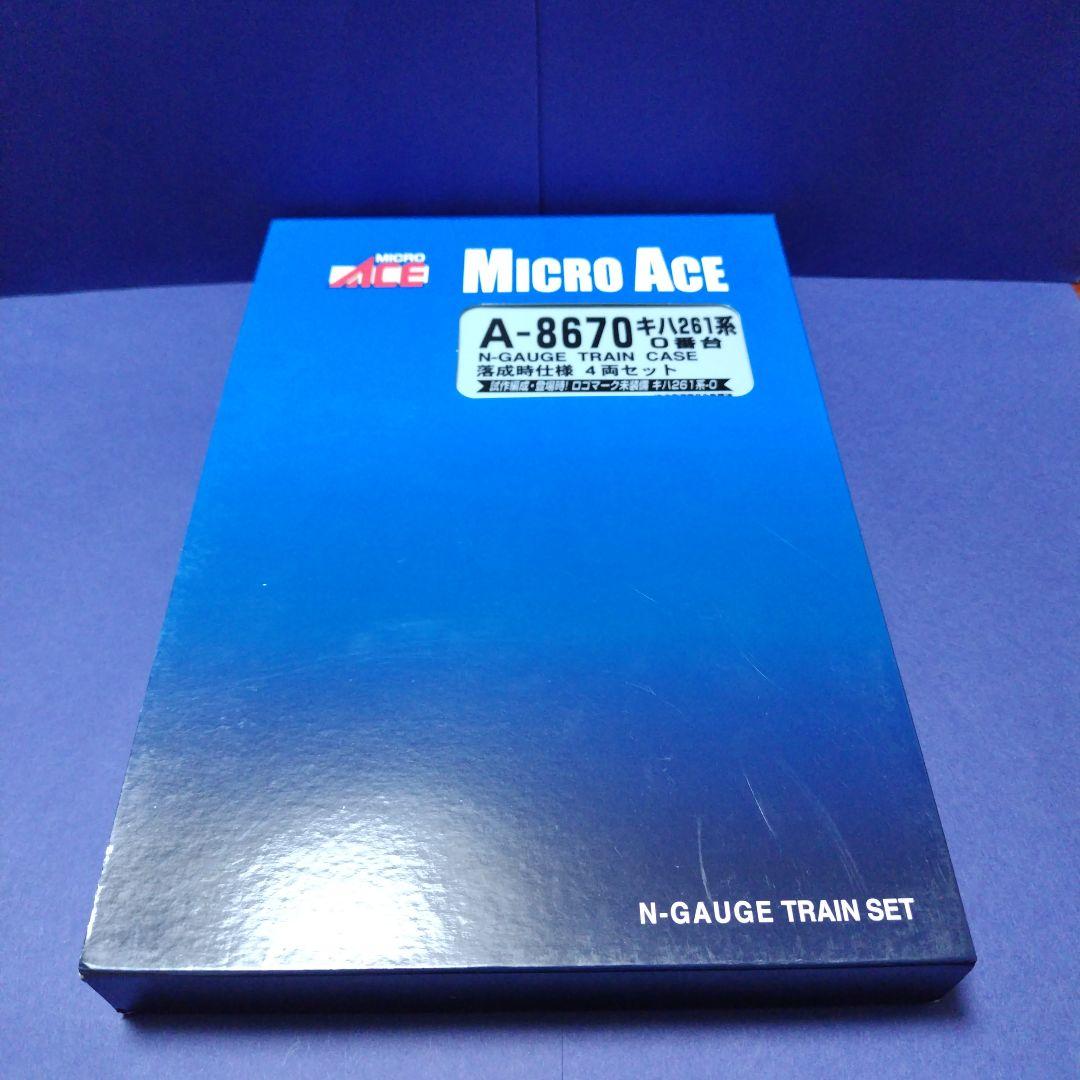 MICRO
ACE
MICRO ACE
A-8670 キハ261系
0番台
N-GAUGE TRAIN CASE
落成時仕様 4両セット
試作編成・登場時! ロゴマーク未装備 キハ261系-0
N-GAUGE TRAIN SET